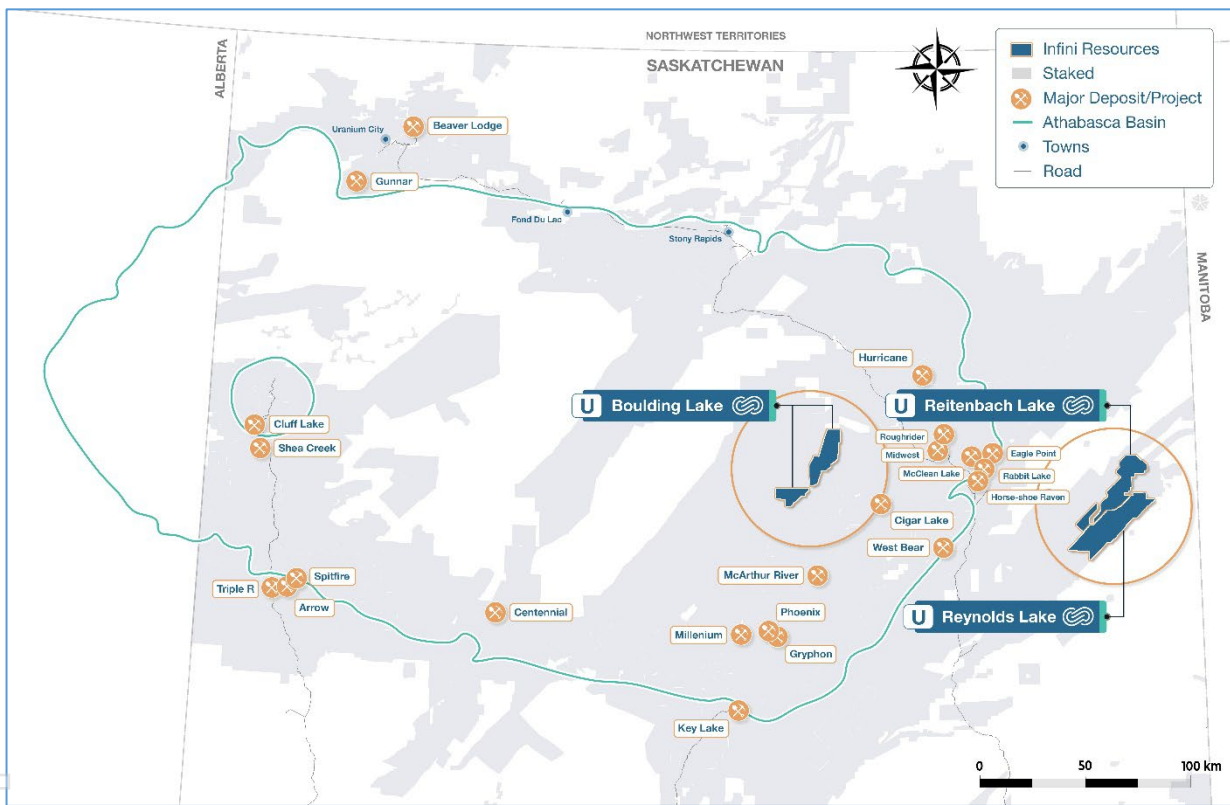 NORTHWEST TERRITORIES
SASKATCHEWAN
ALBERTA
MANITOBA
Infini Resources
Staked
Major Deposit/Project
Athabasca Basin
Towns
Road
Uranium City
Beaver Lodge
Gunnar
Fond Du Lac
Stony Rapids
Hurricane
U Boulding Lake
U Reitenbach Lake
Cluff Lake
Shea Creek
Roughrider
Midwest
Eagle Point
McClean Lake
Rabbit Lake
Horse-shoe Raven
Cigar Lake
West Bear
Spitfire
Triple R
Arrow
McArthur River
Centennial
Phoenix
U Reynolds Lake
Millenium
Gryphon
Key Lake
0 50 100 km